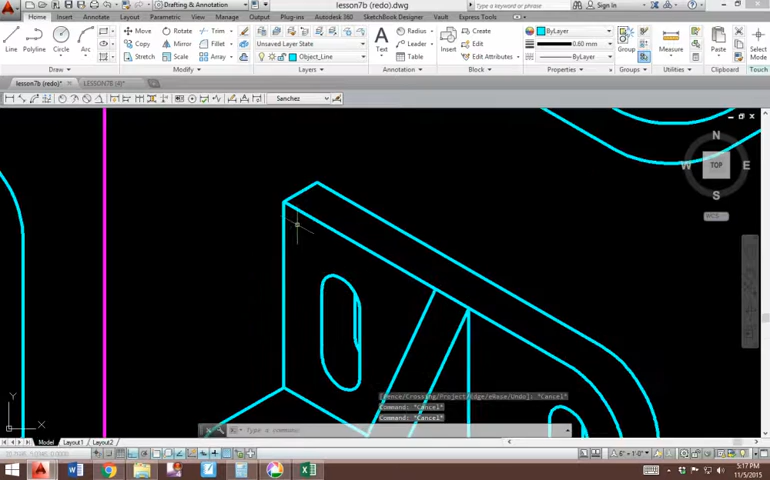 Drafting & Annotation
lesson7b (redo).dwg
Type a keyword or phrase
Sign In
Home Insert Annotate Layout Parametric View Manage Output Plug-ins Autodesk 360 SketchBook Designer Vault Express Tools
Line Polyline Circle Arc
Move Rotate Trim
Copy Mirror Fillet
Stretch Scale Array
Unsaved Layer State
Object_Line
Text
Radius
Leader
Table
Insert
Create
Edit
Edit Attributes
ByLayer
0.60 mm
ByLayer
Group
Measure
Paste
Select
Mode
Draw Modify Layers Annotation Block Properties Groups Utilities Clipboard Touch
lesson7b (redo)* LESSON7B (4)*
Sanchez
N
W TOP E
S
WCS
[Fence/Crossing/Project/Edge/eRase/Undo]: *Cancel*
Command: *Cancel*
Command: *Cancel*
Type a command
Y
X
Model Layout1 Layout2
6" = 1'-0"
5:17 PM
11/5/2015